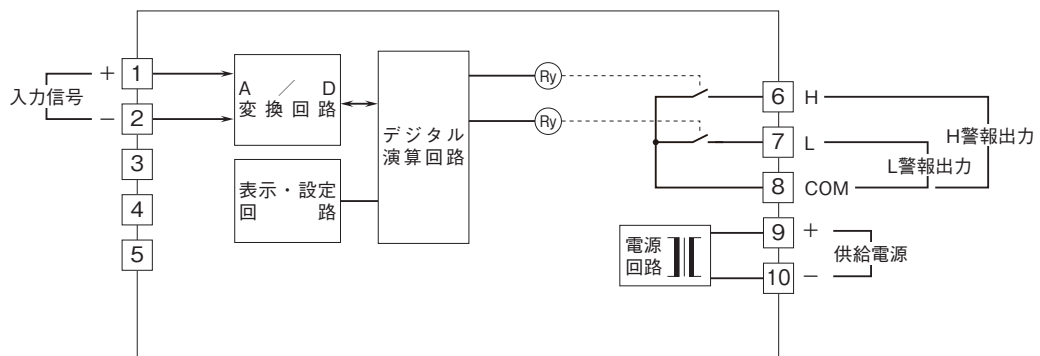 入力信号
+
1
−
2
3
4
5
A／D
変換回路
表示・設定
回路
デジタル
演算回路
Ry
Ry
6
H
7
L
8
COM
H警報出力
L警報出力
電源
回路
9
+
10
−
供給電源